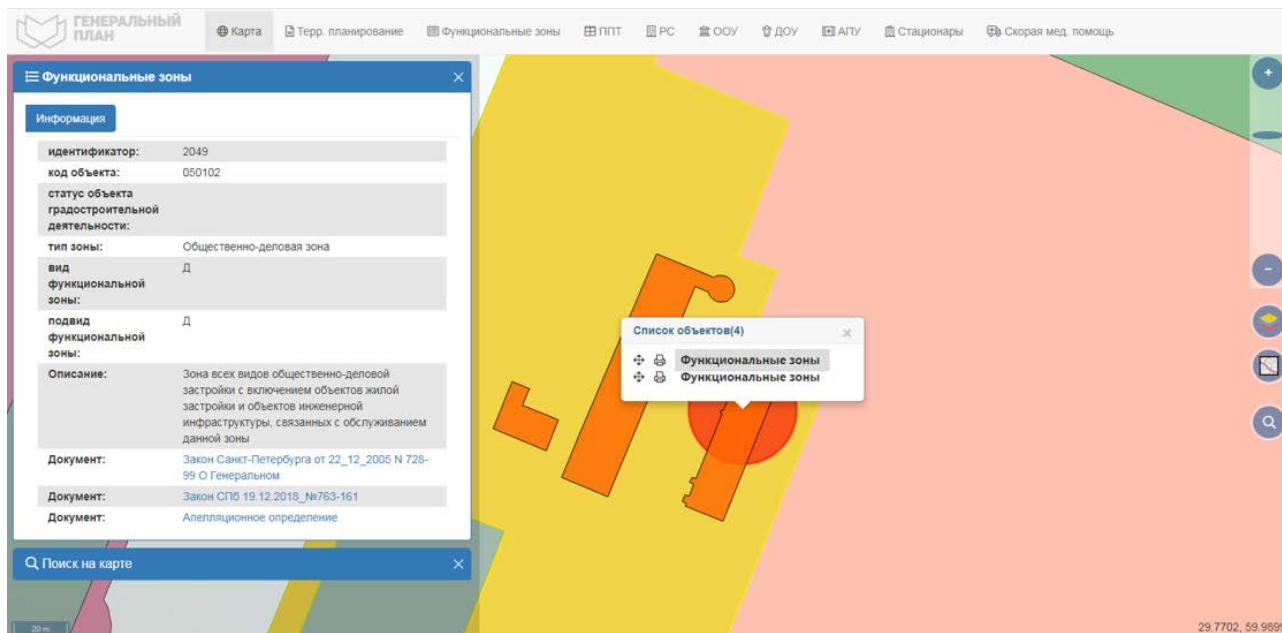 ГЕНЕРАЛЬНЫЙ
ПЛАН
Карта
Терр. планирование
Функциональные зоны
ППТ
РС
ООУ
ДОУ
АПУ
Стационары
Скорая мед. помощь
Функциональные зоны
Информация
идентификатор: 2049
код объекта: 050102
статус объекта
градостроительной
деятельности:
тип зоны: Общественно-деловая зона
вид Д
функциональной
зоны:
подвид Д
функциональной
зоны:
Описание: Зона всех видов общественно-деловой
застройки с включением объектов жилой
застройки и объектов инженерной
инфраструктуры, связанных с обслуживанием
данной зоны
Документ: Закон Санкт-Петербурга от 22_12_2005 N 728-
99 О Генеральном
Документ: Закон СПб 19.12.2018_№763-161
Документ: Апелляционное определение
Поиск на карте
Список объектов(4)
Функциональные зоны
Функциональные зоны
20 m
29.7702, 59.9899